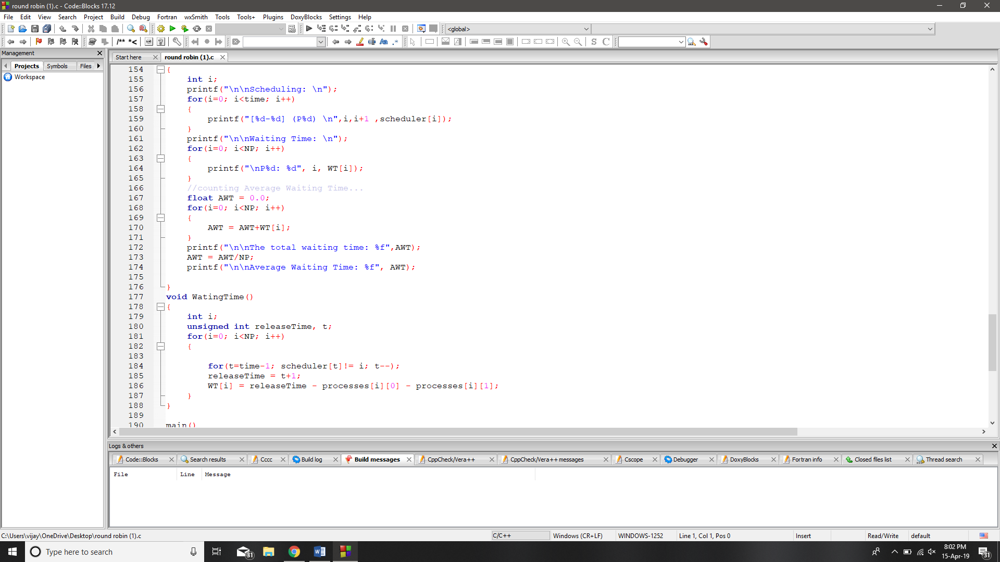 round robin (1).c - Code::Blocks 17.12
File Edit View Search Project Build Debug Fortran wxSmith Tools Tools+ Plugins DoxyBlocks Settings Help
<global>
/** *<
S C
Management
Start here round robin (1).c
Projects Symbols Files
Workspace
154 {
155 int i;
156 printf("\n\nScheduling: \n");
157 for(i=0; i<time; i++)
158 {
159 printf("[%d-%d] (P%d) \n",i,i+1 ,scheduler[i]);
160 }
161 printf("\n\nWaiting Time: \n");
162 for(i=0; i<NP; i++)
163 {
164 printf("\nP%d: %d", i, WT[i]);
165 }
166 //counting Average Waiting Time...
167 float AWT = 0.0;
168 for(i=0; i<NP; i++)
169 {
170 AWT = AWT+WT[i];
171 }
172 printf("\n\nThe total waiting time: %f",AWT);
173 AWT = AWT/NP;
174 printf("\n\nAverage Waiting Time: %f", AWT);
175
176 }
177 void WatingTime()
178 {
179 int i;
180 unsigned int releaseTime, t;
181 for(i=0; i<NP; i++)
182 {
183
184 for(t=time-1; scheduler[t]!= i; t--);
185 releaseTime = t+1;
186 WT[i] = releaseTime - processes[i][0] - processes[i][1];
187 }
188 }
189
190 main()
Logs & others
Code::Blocks Search results Cccc Build log Build messages CppCheck/Vera++ CppCheck/Vera++ messages Cscope Debugger DoxyBlocks Fortran info Closed files list Thread search
File Line Message
C:\Users\vijay\OneDrive\Desktop\round robin (1).c C/C++ Windows (CR+LF) WINDOWS-1252 Line 1, Col 1, Pos 0 Insert Read/Write default
Type here to search
31
8:02 PM
15-Apr-19
31